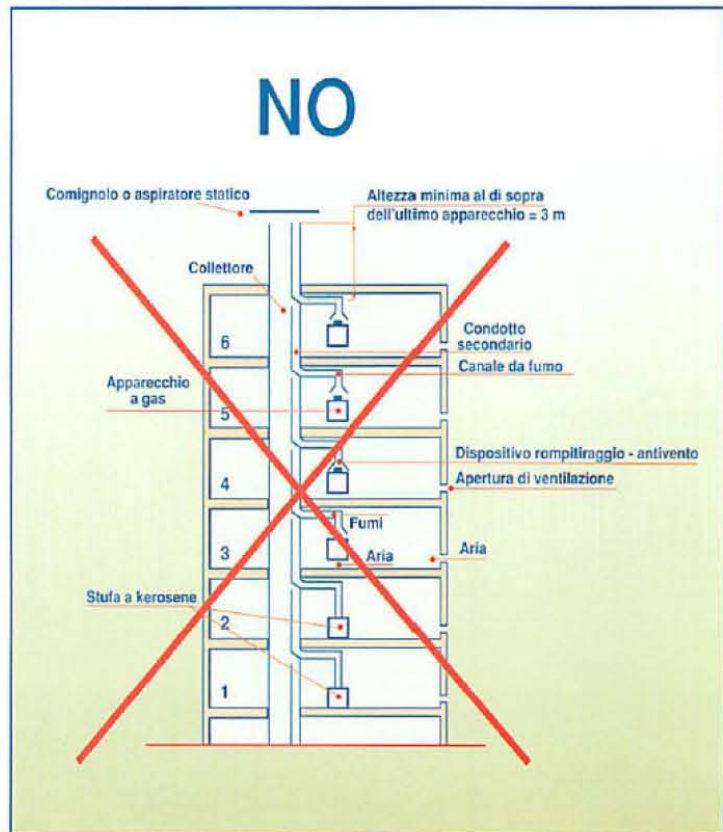 NO
Comignolo o aspiratore statico
Altezza minima al di sopra
dell'ultimo apparecchio = 3 m
Collettore
6
Condotto
secondario
Canale da fumo
Apparecchio
a gas
5
Dispositivo rompitiraggio - antivento
4
Apertura di ventilazione
Fumi
3
Aria
Aria
Stufa a kerosene
2
1